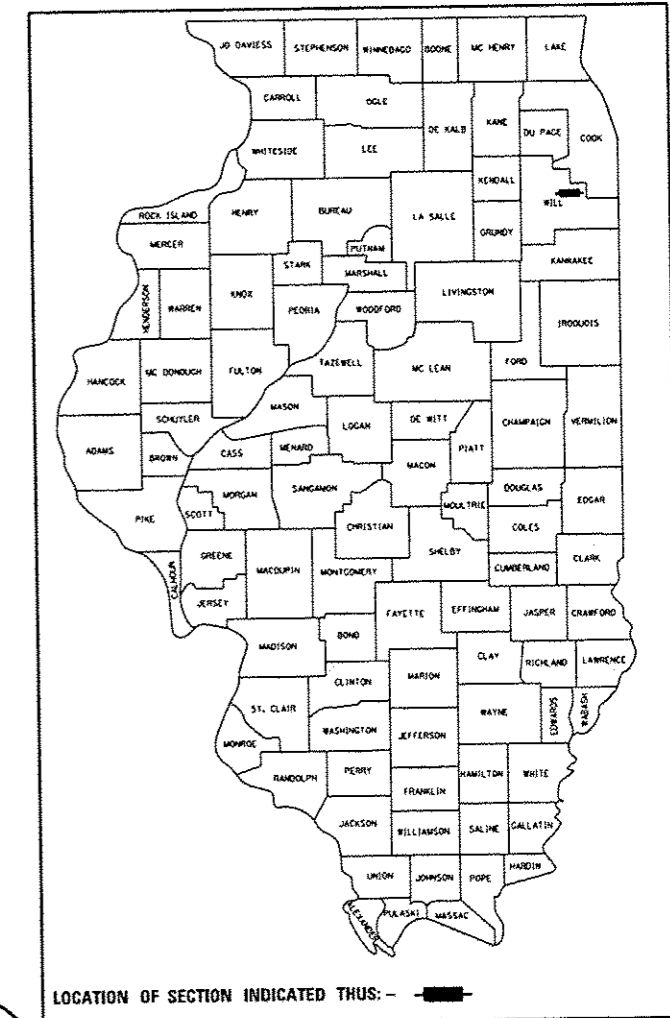 JO DAVIESS STEPHENSON WINNEBAGO BOONE MC HENRY LAKE
CARROLL OGLE DE KALB KANE DU PAGE COOK
WHITESIDE LEE
KENDALL WILL
ROCK ISLAND HENRY BUREAU LA SALLE GRUNDY
MERCER PUTNAM KANKAKEE
STARK MARSHALL
HENDERSON WARREN KNOX PEORIA WOODFORD LIVINGSTON IROQUOIS
HANCOCK MC DONOUGH FULTON TAZEWELL MC LEAN FORD
MASON
SCHUYLER LOGAN DE WITT CHAMPAIGN VERMILION
ADAMS BROWN CASS MENARD MACON PIATT
MORGAN SANGAMON DOUGLAS EDGAR
PIKE SCOTT CHRISTIAN MOULTRIE COLES
GREENE MACOUPIN MONTGOMERY SHELBY CUMBERLAND CLARK
CALHOUN JERSEY
FAYETTE EFFINGHAM JASPER CRAWFORD
MADISON BOND
CLINTON MARION CLAY RICHLAND LAWRENCE
ST. CLAIR WASHINGTON JEFFERSON WAYNE EDWARDS WABASH
MONROE
RANDOLPH PERRY HAMILTON WHITE
FRANKLIN
JACKSON WILLIAMSON SALINE GALLATIN
UNION JOHNSON POPE HARDIN
ALEXANDER PULASKI MASSAC
LOCATION OF SECTION INDICATED THUS: -